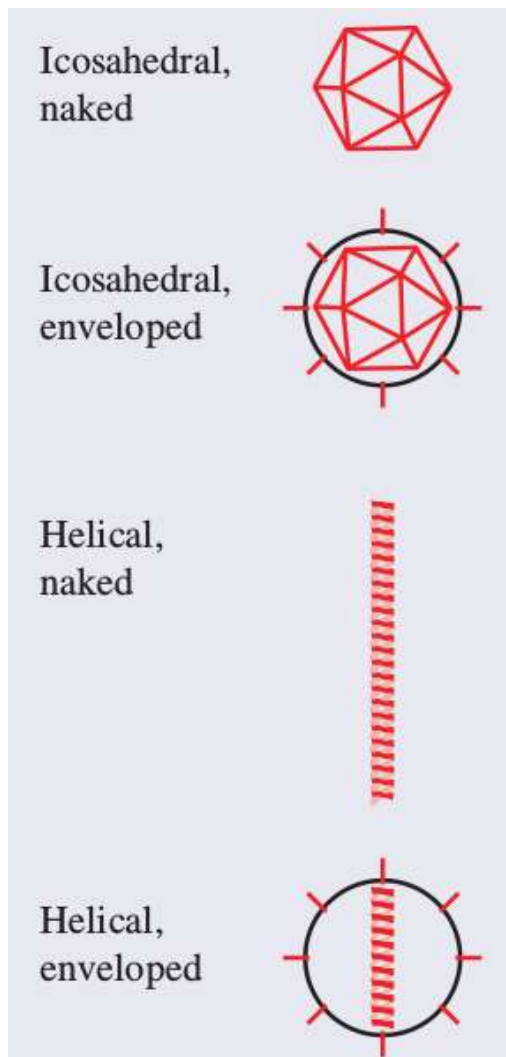 Icosahedral,
naked
Icosahedral,
enveloped
Helical,
naked
Helical,
enveloped